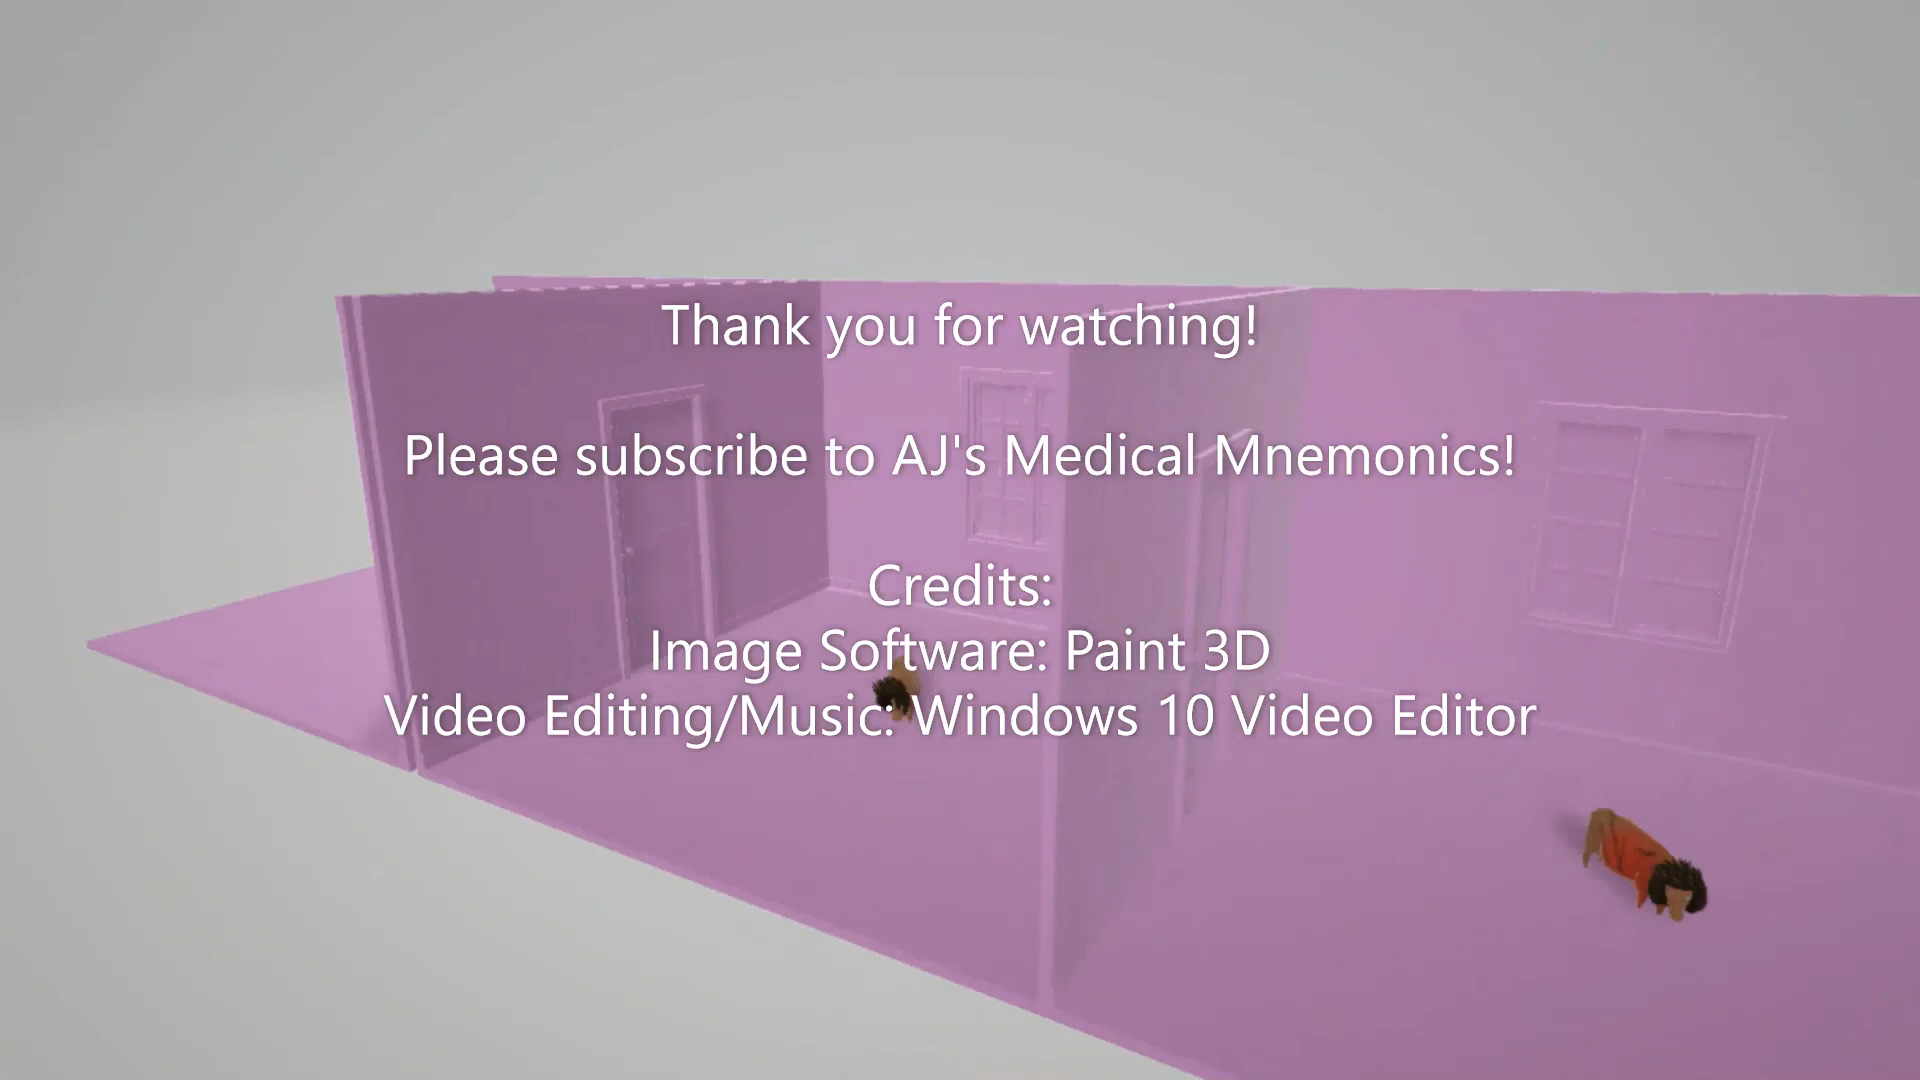 Thank you for watching!
Please subscribe to AJ's Medical Mnemonics!
Credits:
Image Software: Paint 3D
Video Editing/Music: Windows 10 Video Editor